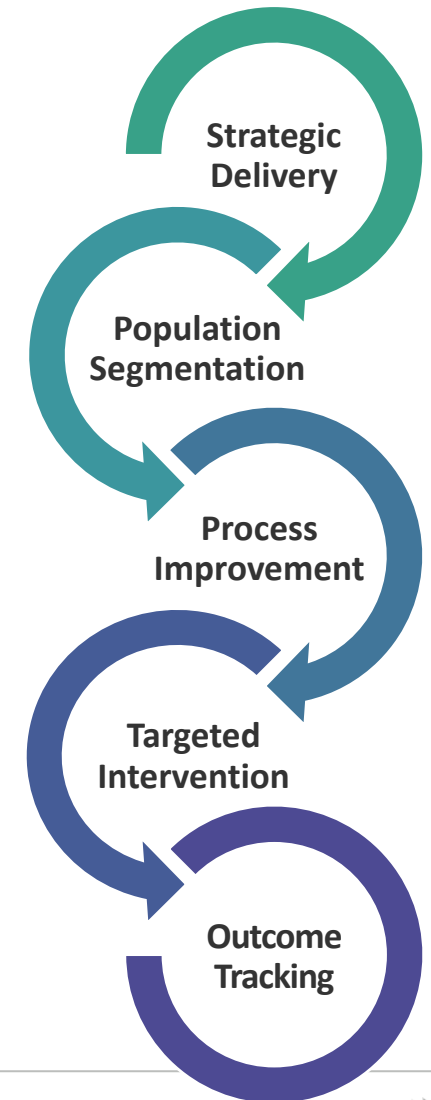 Strategic
Delivery
Population
Segmentation
Process
Improvement
Targeted
Intervention
Outcome
Tracking